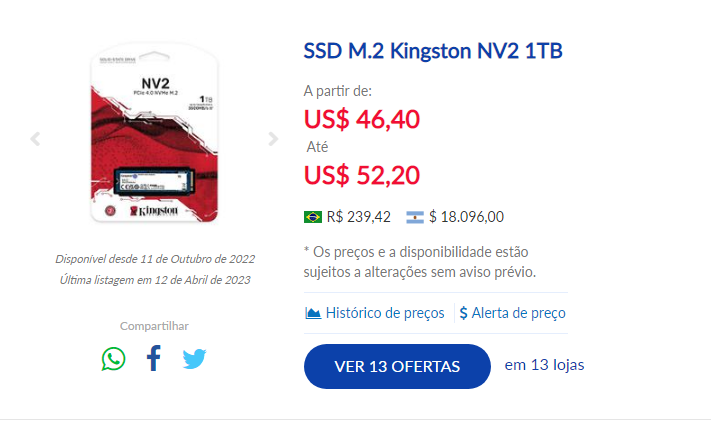 SSD M.2 Kingston NV2 1TB
A partir de:
US$ 46,40
Até
US$ 52,20
R$ 239,42 $ 18.096,00
* Os preços e a disponibilidade estão
sujeitos a alterações sem aviso prévio.
Histórico de preços $ Alerta de preço
VER 13 OFERTAS em 13 lojas
NV2
PCIe 4.0 NVMe M.2
1TB
Kingston
Disponível desde 11 de Outubro de 2022
Última listagem em 12 de Abril de 2023
Compartilhar